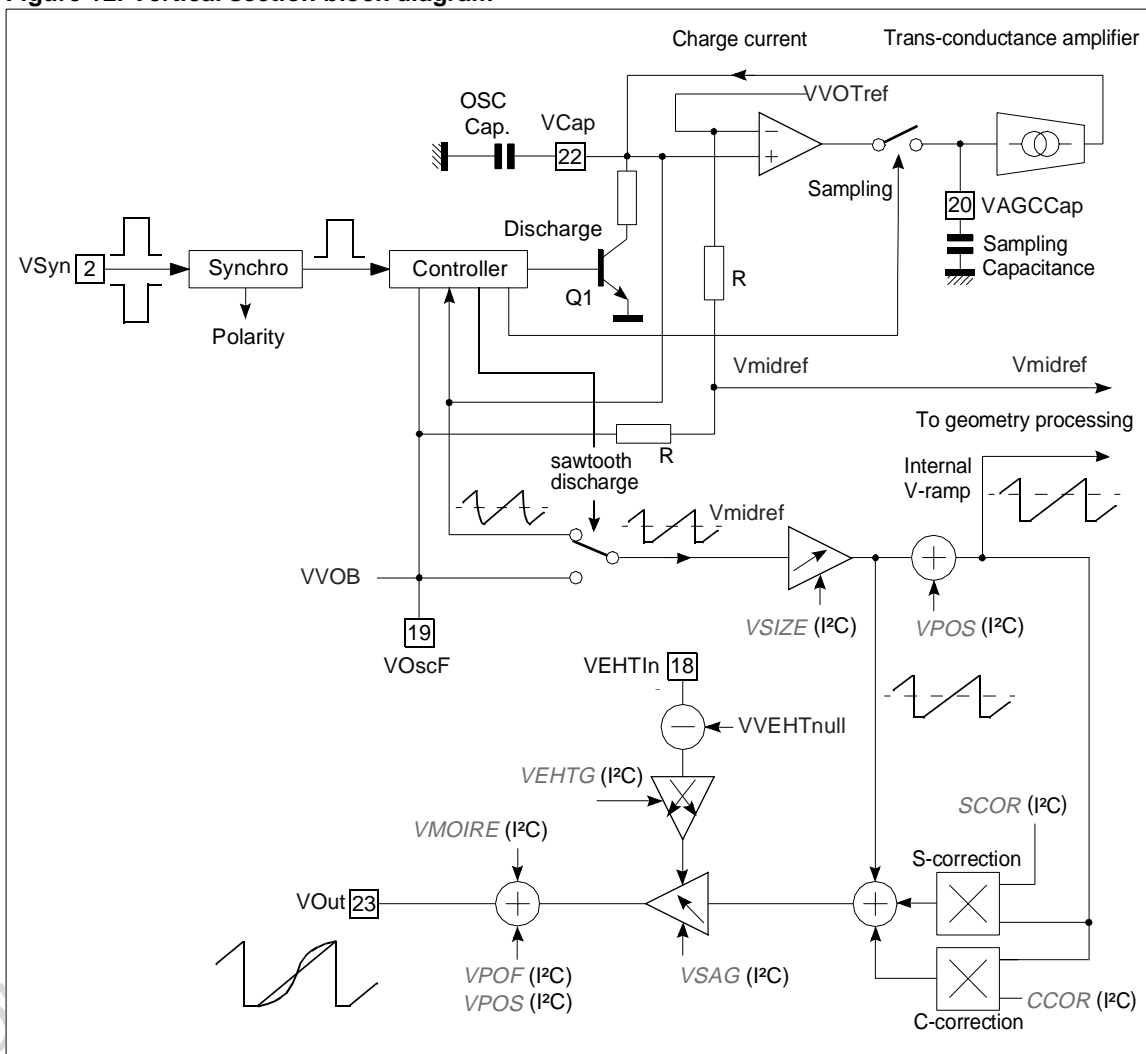 Figure 12. Vertical section block diagram
Charge current
Trans-conductance amplifier
VVOTref
OSC
Cap.
VCap
22
Sampling
20 VAGCCap
Sampling
Capacitance
Discharge
VSyn 2
Synchro
Controller
Q1
R
Polarity
Vmidref
Vmidref
To geometry processing
R
sawtooth
discharge
Internal
V-ramp
Vmidref
VVOB
VSIZE (I²C)
VPOS (I²C)
19
VOscF
VEHTIn 18
VVEHTnull
VEHTG (I²C)
SCOR (I²C)
VMOIRE (I²C)
S-correction
VOut 23
VPOF (I²C)
VPOS (I²C)
VSAG (I²C)
CCOR (I²C)
C-correction